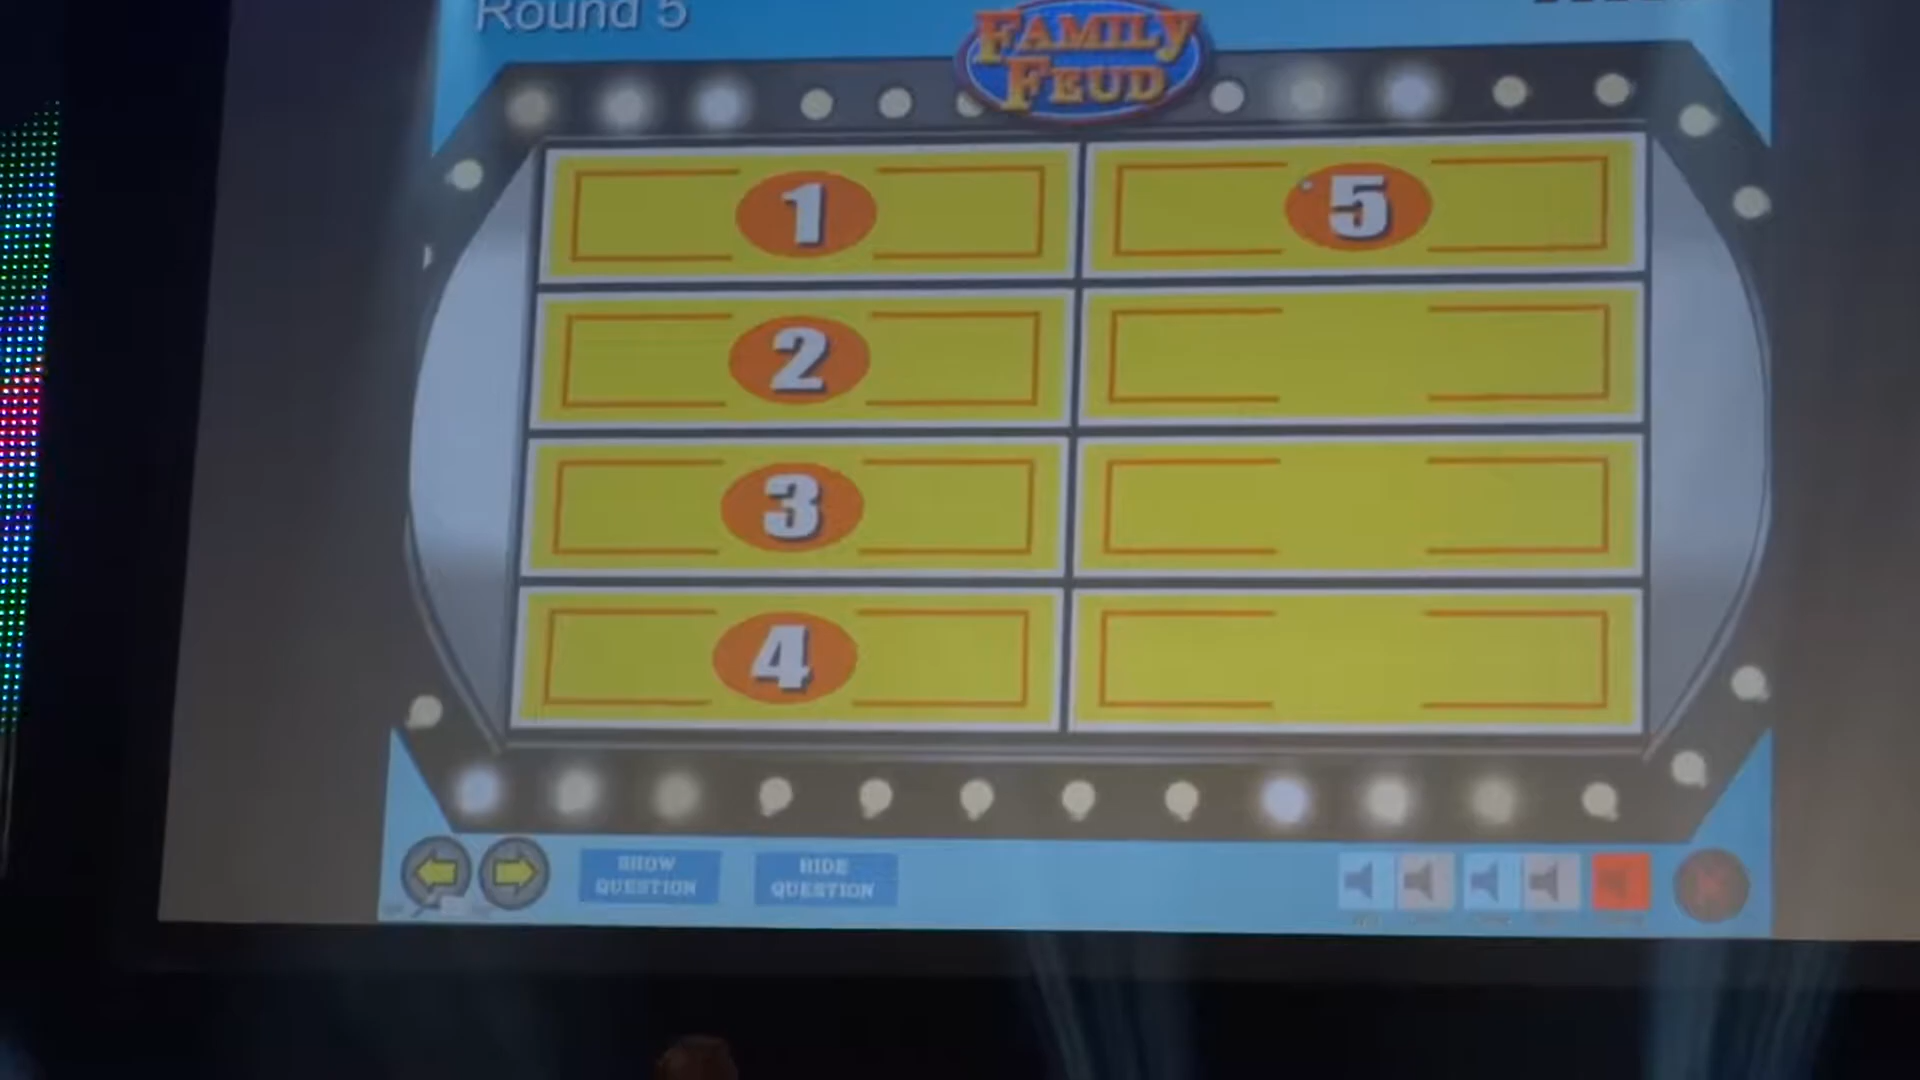 Round 5
FAMILY
FEUD
1
5
2
3
4
SHOW
QUESTION
HIDE
QUESTION